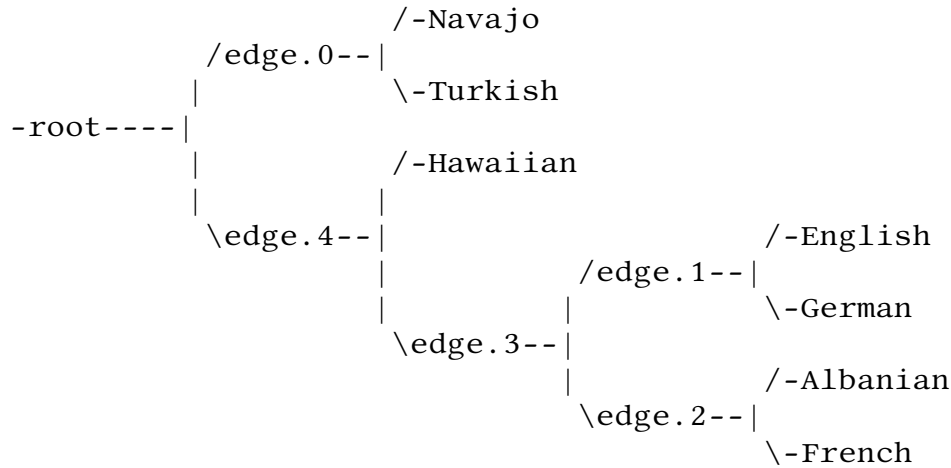 /-Navajo
          /edge.0--|
         |          \-Turkish
-root----|
         |          /-Hawaiian
         |         |
          \edge.4--|                    /-English
                   |          /edge.1--|
                   |         |          \-German
                    \edge.3--|
                             |          /-Albanian
                              \edge.2--|
                                        \-French